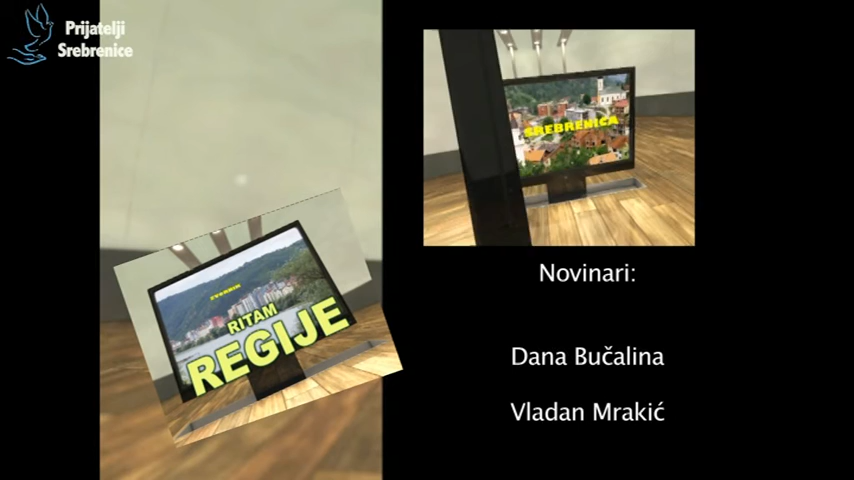 Prijatelji
Srebrenice
SREBRENICA
RITAM
REGIJE
Novinari:
Dana Bučalina
Vladan Mrakić